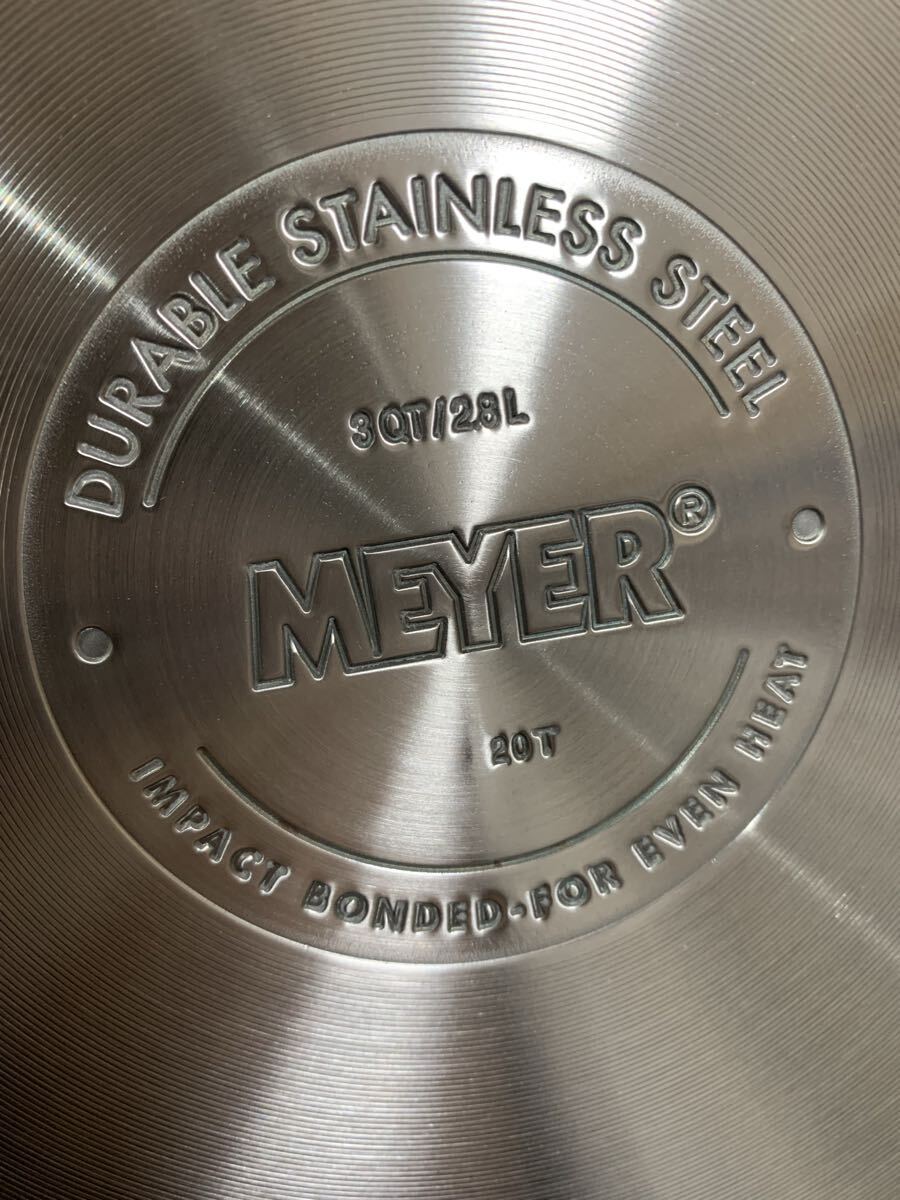 DURABLE STAINLESS STEEL
3QT/2.8L
MEYER®
20T
IMPACT BONDED-FOR EVEN HEAT